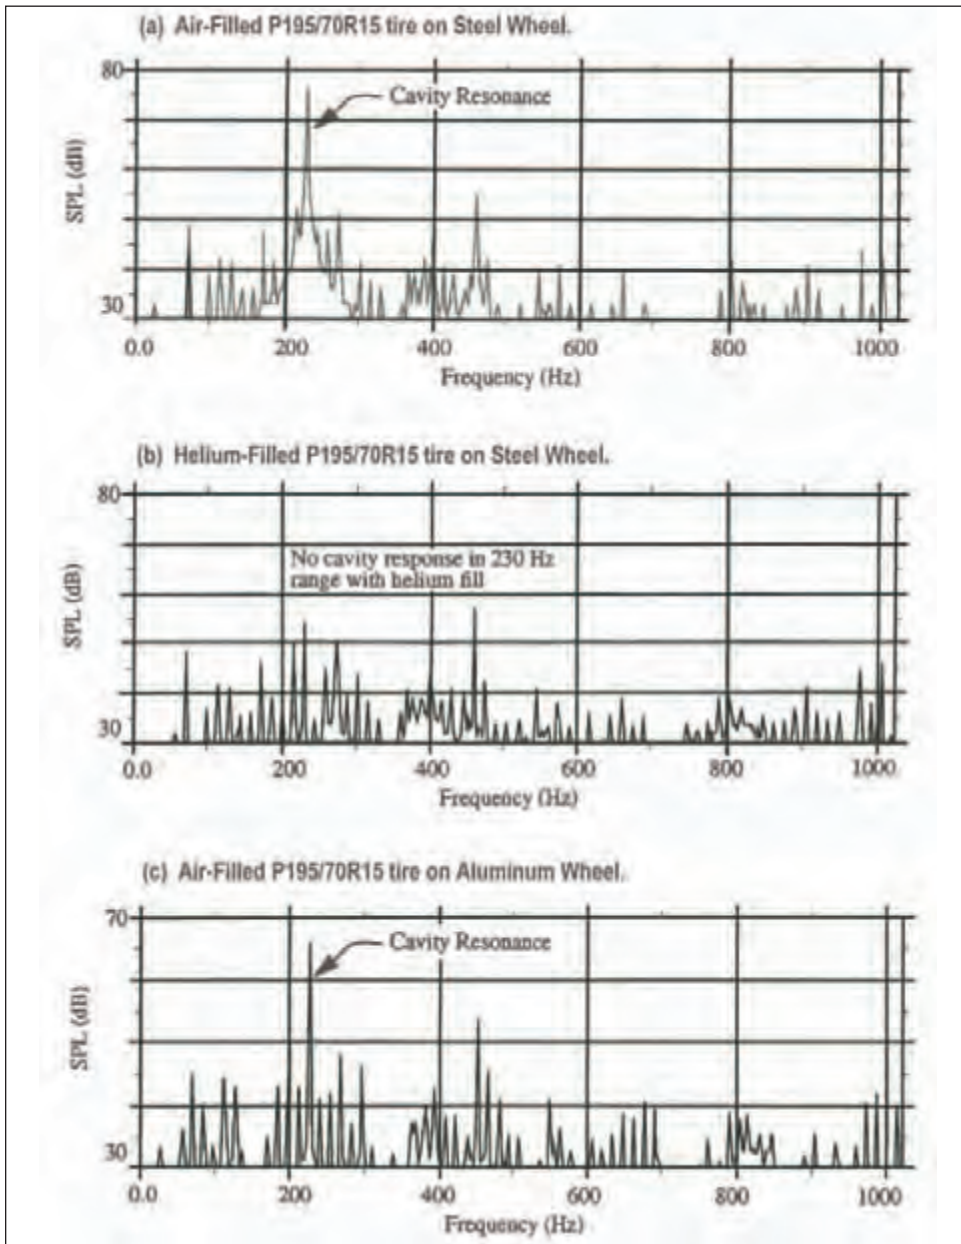 (a) Air-Filled P195/70R15 tire on Steel Wheel.
80
Cavity Resonance
SPL (dB)
30
0.0 200 400 600 800 1000
Frequency (Hz)
(b) Helium-Filled P195/70R15 tire on Steel Wheel.
80
No cavity response in 230 Hz
range with helium fill
SPL (dB)
30
0.0 200 400 600 800 1000
Frequency (Hz)
(c) Air-Filled P195/70R15 tire on Aluminum Wheel.
70
Cavity Resonance
SPL (dB)
30
0.0 200 400 600 800 1000
Frequency (Hz)